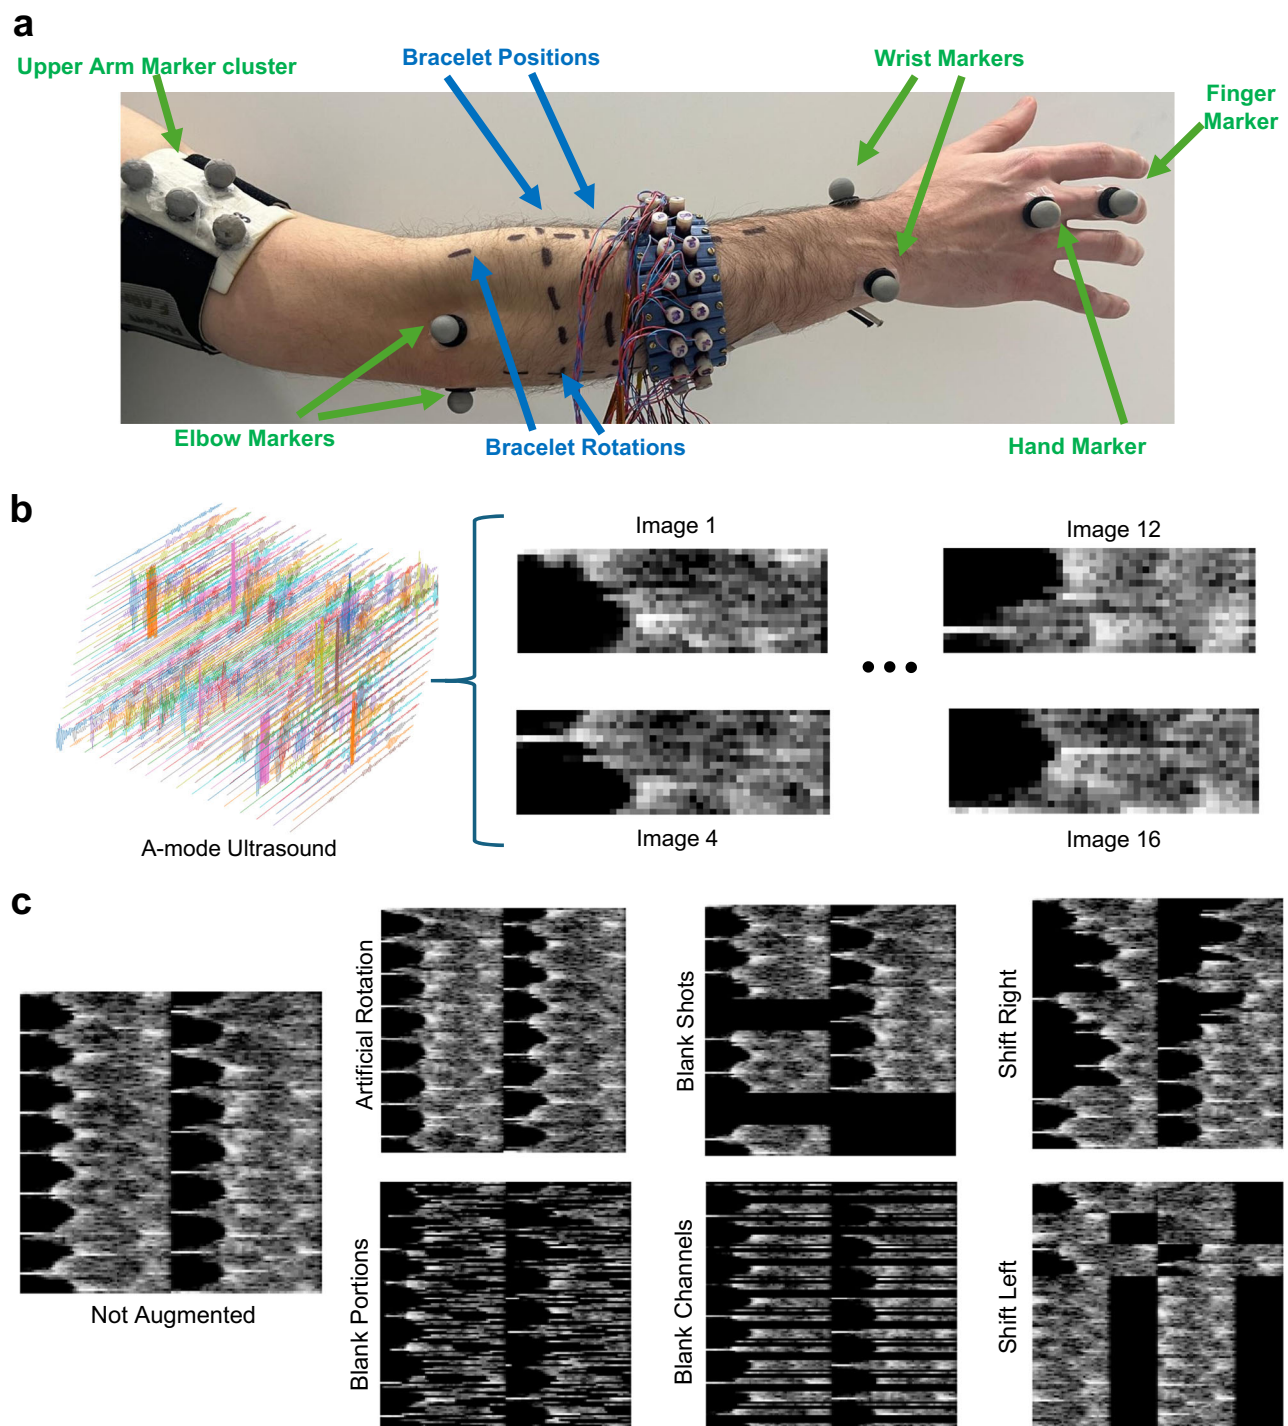 a
Upper Arm Marker cluster
Bracelet Positions
Wrist Markers
Finger
Marker
Elbow Markers
Bracelet Rotations
Hand Marker
b
Image 1
Image 12
A-mode Ultrasound
Image 4
Image 16
c
Artificial Rotation
Blank Shots
Shift Right
Not Augmented
Blank Portions
Blank Channels
Shift Left